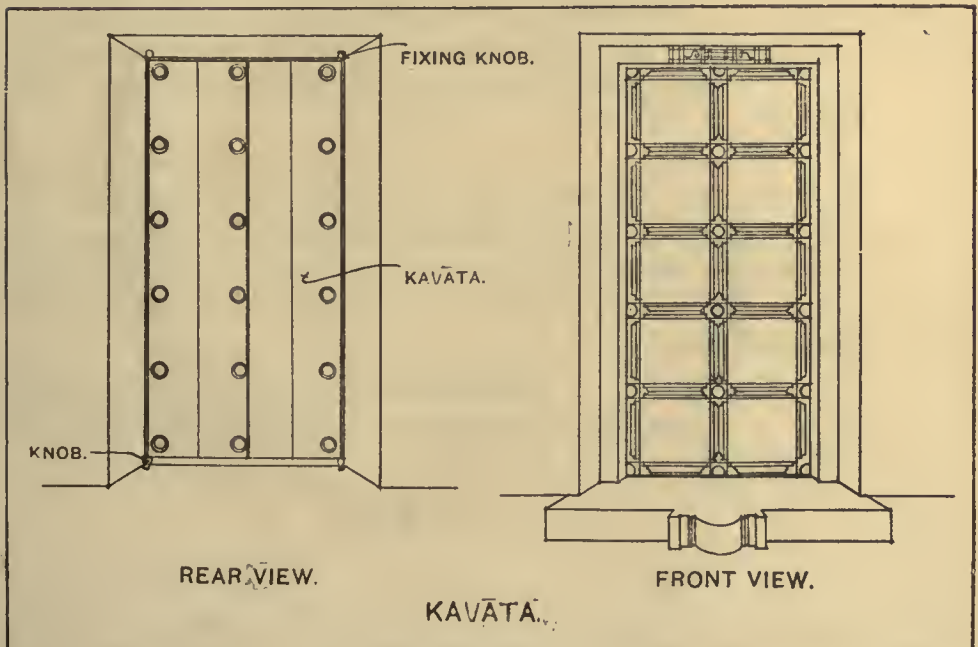 FIXING KNOB.
KAVĀTA.
KNOB.
REAR VIEW.
FRONT VIEW.
KAVĀTA.